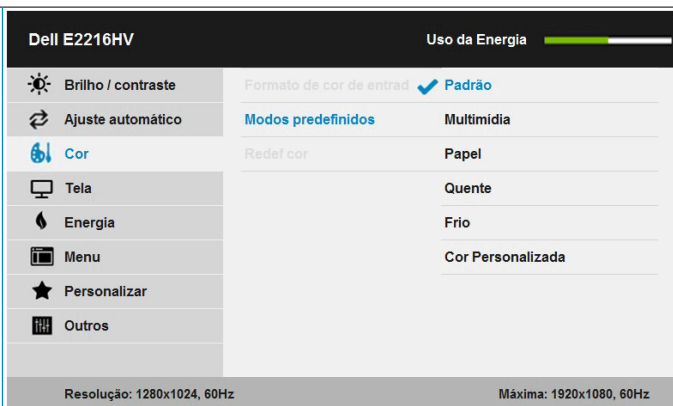 Dell E2216HV Uso da Energia
Brilho / contraste Formato de cor de entrad Padrão
Ajuste automático Modos predefinidos Multimídia
Cor Redef cor Papel
Tela Quente
Energia Frio
Menu Cor Personalizada
Personalizar
Outros
Resolução: 1280x1024, 60Hz Máxima: 1920x1080, 60Hz